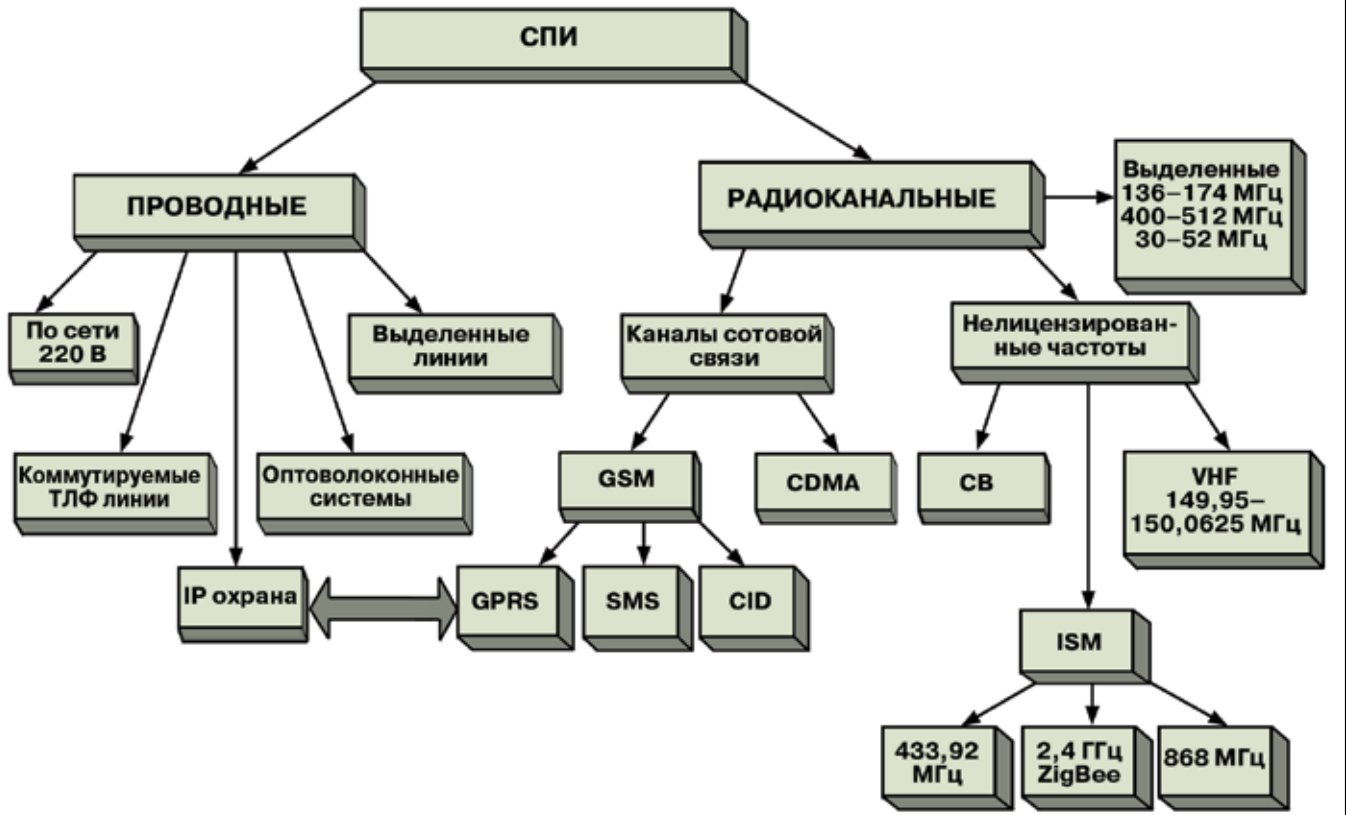 СПИ
ПРОВОДНЫЕ
РАДИОКАНАЛЬНЫЕ
Выделенные
136–174 МГц
400–512 МГц
30–52 МГц
По сети
220 В
Выделенные
линии
Каналы сотовой
связи
Нелицензирован-
ные частоты
Коммутируемые
ТЛФ линии
Оптоволоконные
системы
GSM
CDMA
CB
VHF
149,95–
150,0625 МГц
IP охрана
GPRS
SMS
CID
ISM
433,92
МГц
2,4 ГГц
ZigBee
868 МГц